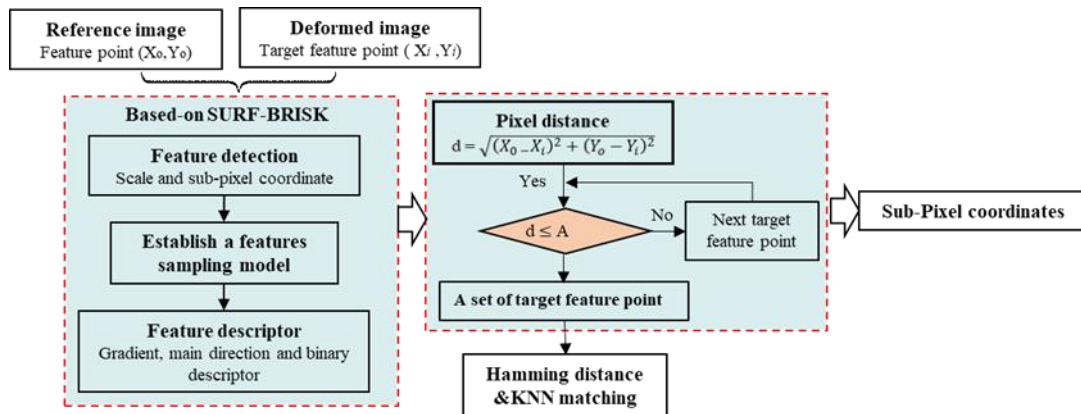 Reference image
Feature point (X₀,Y₀)
Deformed image
Target feature point ( Xᵢ ,Yᵢ)
Based-on SURF-BRISK
Feature detection
Scale and sub-pixel coordinate
Establish a features
sampling model
Feature descriptor
Gradient, main direction and binary
descriptor
Pixel distance
d = √(X₀ ₋ Xᵢ)² + (Yₒ − Yᵢ)²
Yes
d ≤ A
No
Next target
feature point
A set of target feature point
Hamming distance
&KNN matching
Sub-Pixel coordinates